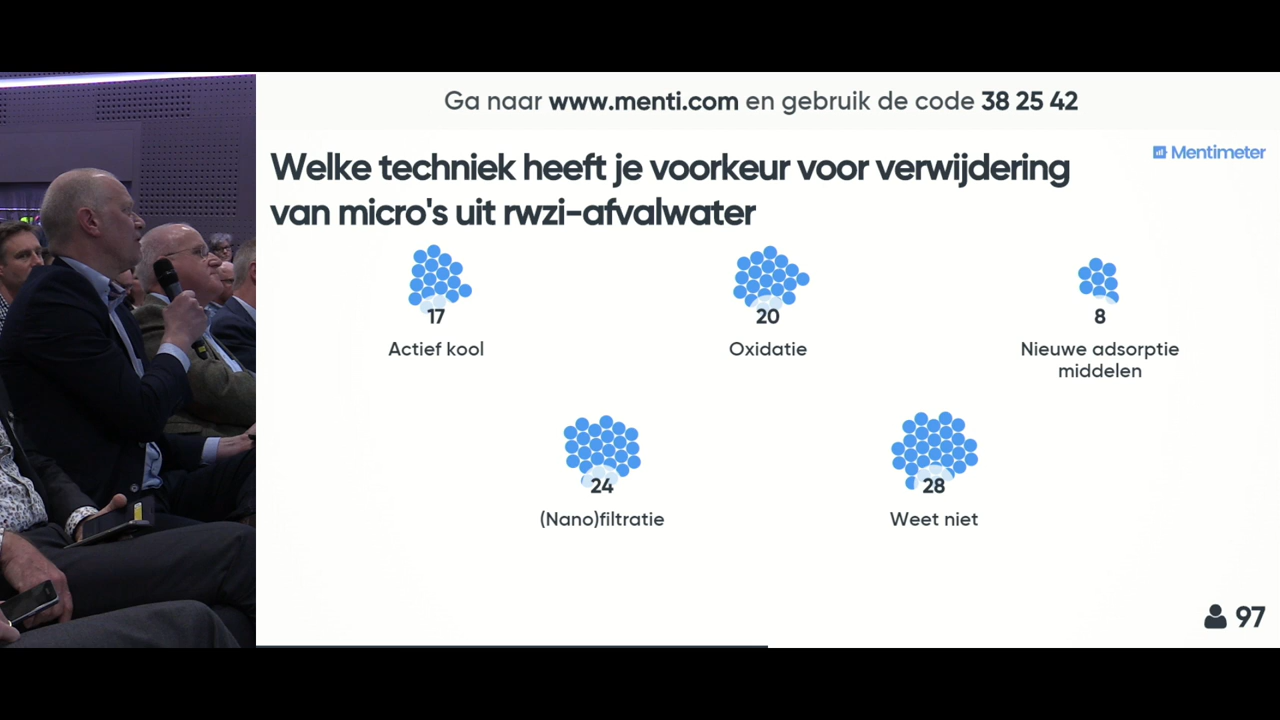 Ga naar www.menti.com en gebruik de code 38 25 42
Mentimeter
Welke techniek heeft je voorkeur voor verwijdering
van micro's uit rwzi-afvalwater
17
Actief kool
20
Oxidatie
8
Nieuwe adsorptie
middelen
24
(Nano)filtratie
28
Weet niet
97